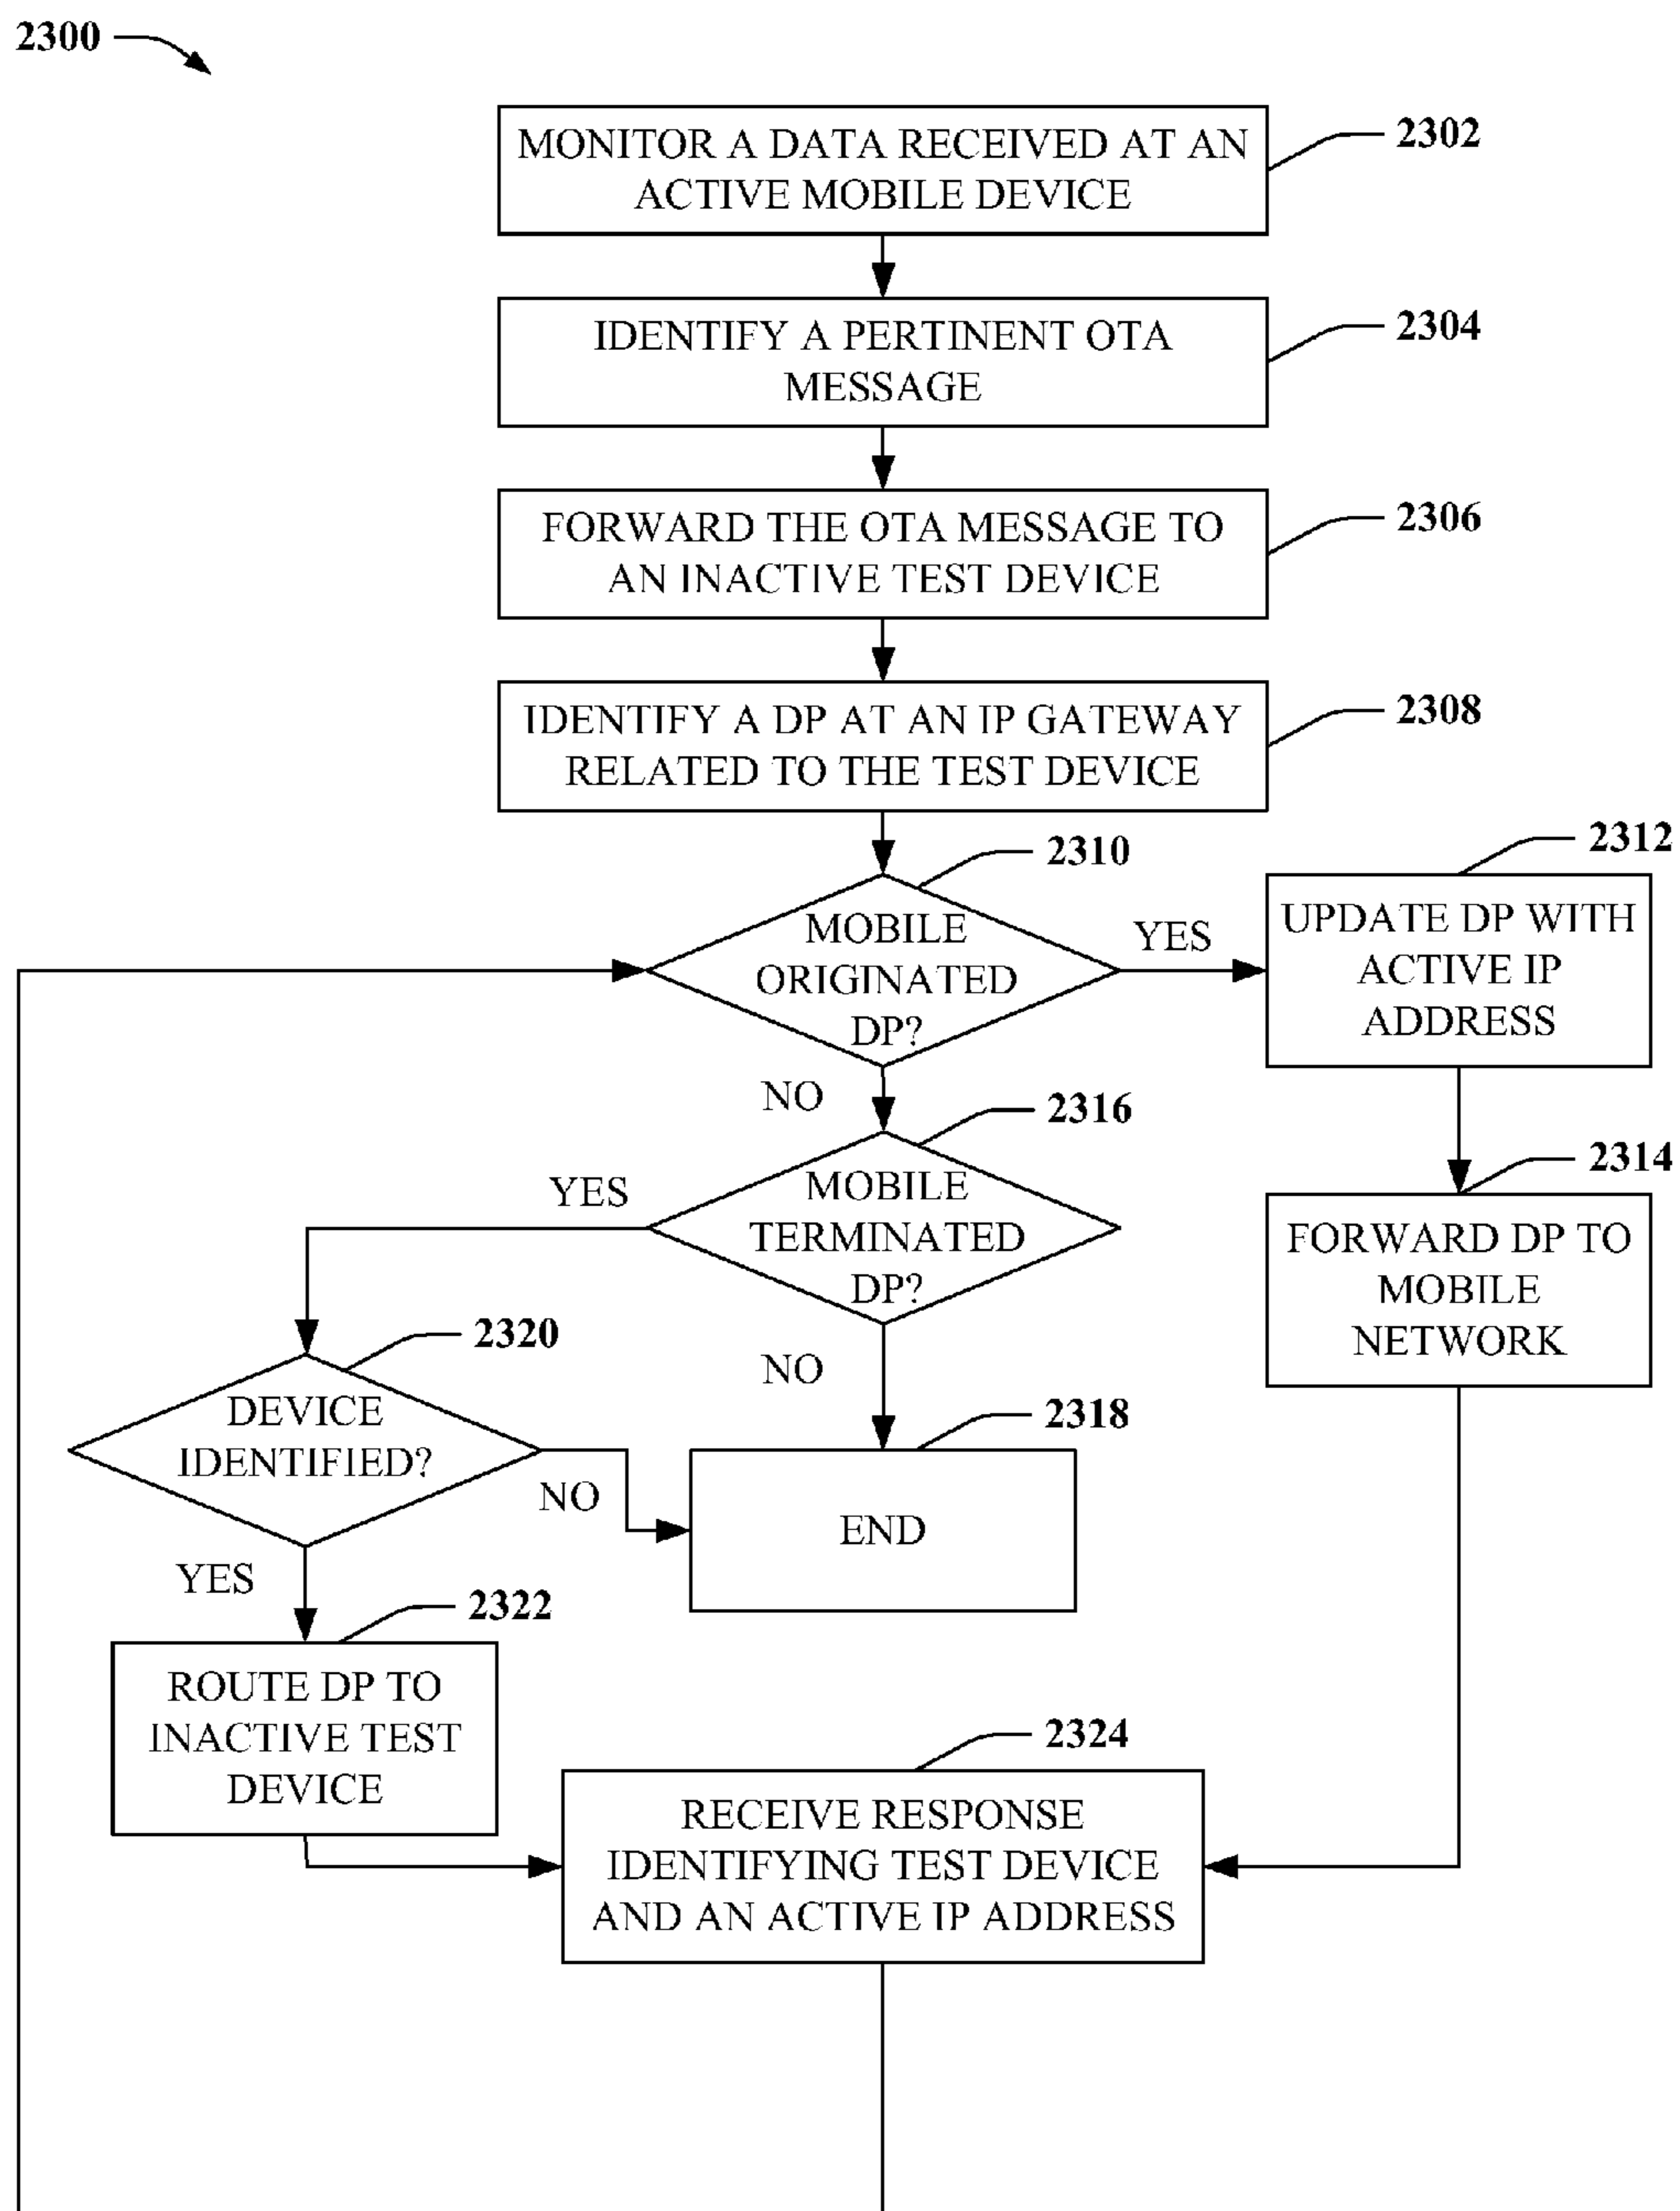 2300
MONITOR A DATA RECEIVED AT AN
ACTIVE MOBILE DEVICE
2302
IDENTIFY A PERTINENT OTA
MESSAGE
2304
FORWARD THE OTA MESSAGE TO
AN INACTIVE TEST DEVICE
2306
IDENTIFY A DP AT AN IP GATEWAY
RELATED TO THE TEST DEVICE
2308
MOBILE
ORIGINATED
DP?
2310
YES
NO
UPDATE DP WITH
ACTIVE IP
ADDRESS
2312
FORWARD DP TO
MOBILE
NETWORK
2314
MOBILE
TERMINATED
DP?
2316
YES
NO
END
2318
DEVICE
IDENTIFIED?
2320
NO
YES
ROUTE DP TO
INACTIVE TEST
DEVICE
2322
RECEIVE RESPONSE
IDENTIFYING TEST DEVICE
AND AN ACTIVE IP ADDRESS
2324